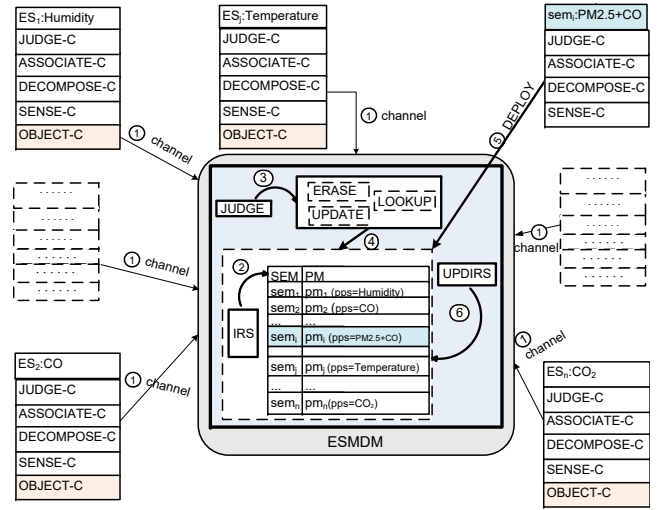 ES₁:Humidity
JUDGE-C
ASSOCIATE-C
DECOMPOSE-C
SENSE-C
OBJECT-C
ESⱼ:Temperature
JUDGE-C
ASSOCIATE-C
DECOMPOSE-C
SENSE-C
OBJECT-C
semᵢ:PM2.5+CO
JUDGE-C
ASSOCIATE-C
DECOMPOSE-C
SENSE-C
① channel
① channel
⑤ DEPLOY
......
......
......
......
......
......
① channel
JUDGE
③
ERASE
LOOKUP
UPDATE
④
......
......
......
......
......
......
① channel
②
IRS
SEM PM
sem₁ pm₁ (pps=Humidity)
sem₂ pm₂ (pps=CO)
... ...
semᵢ pmᵢ (pps=PM2.5+CO)
semⱼ pmⱼ (pps=Temperature)
... ...
semₙ pmₙ(pps=CO₂)
UPDIRS
⑥
ESMDM
ES₂:CO
JUDGE-C
ASSOCIATE-C
DECOMPOSE-C
SENSE-C
OBJECT-C
① channel
① channel
ESₙ:CO₂
JUDGE-C
ASSOCIATE-C
DECOMPOSE-C
SENSE-C
OBJECT-C